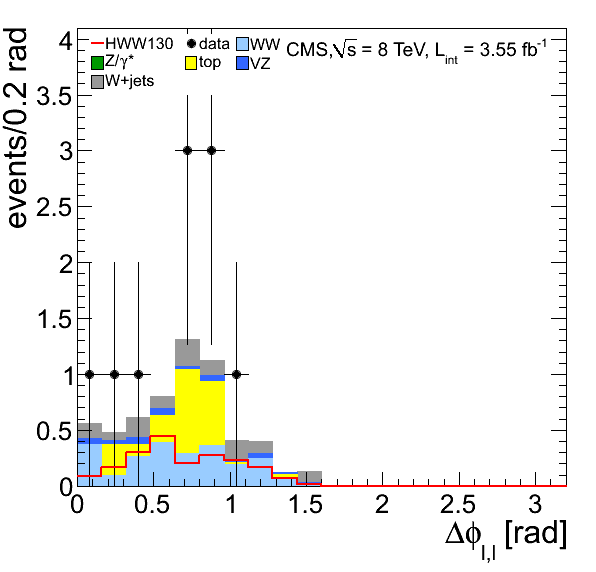 HWW130
data
WW
CMS,√s = 8 TeV, L_int = 3.55 fb⁻¹
Z/γ*
top
VZ
W+jets
events/0.2 rad
4
3.5
3
2.5
2
1.5
1
0.5
0
0 0.5 1 1.5 2 2.5 3
Δϕ_l,l [rad]